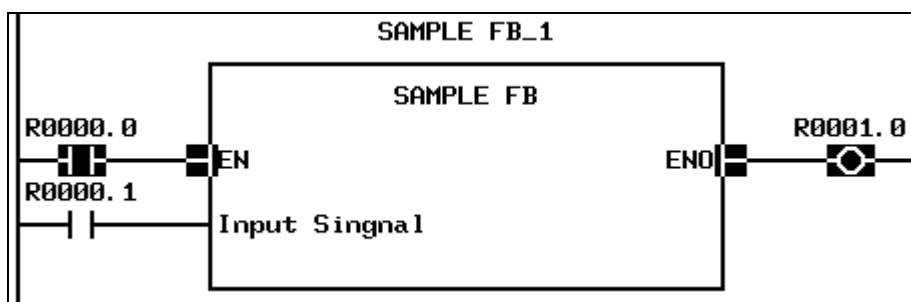 SAMPLE FB_1
SAMPLE FB
R0000.0
R0001.0
EN
ENO
R0000.1
Input Singnal